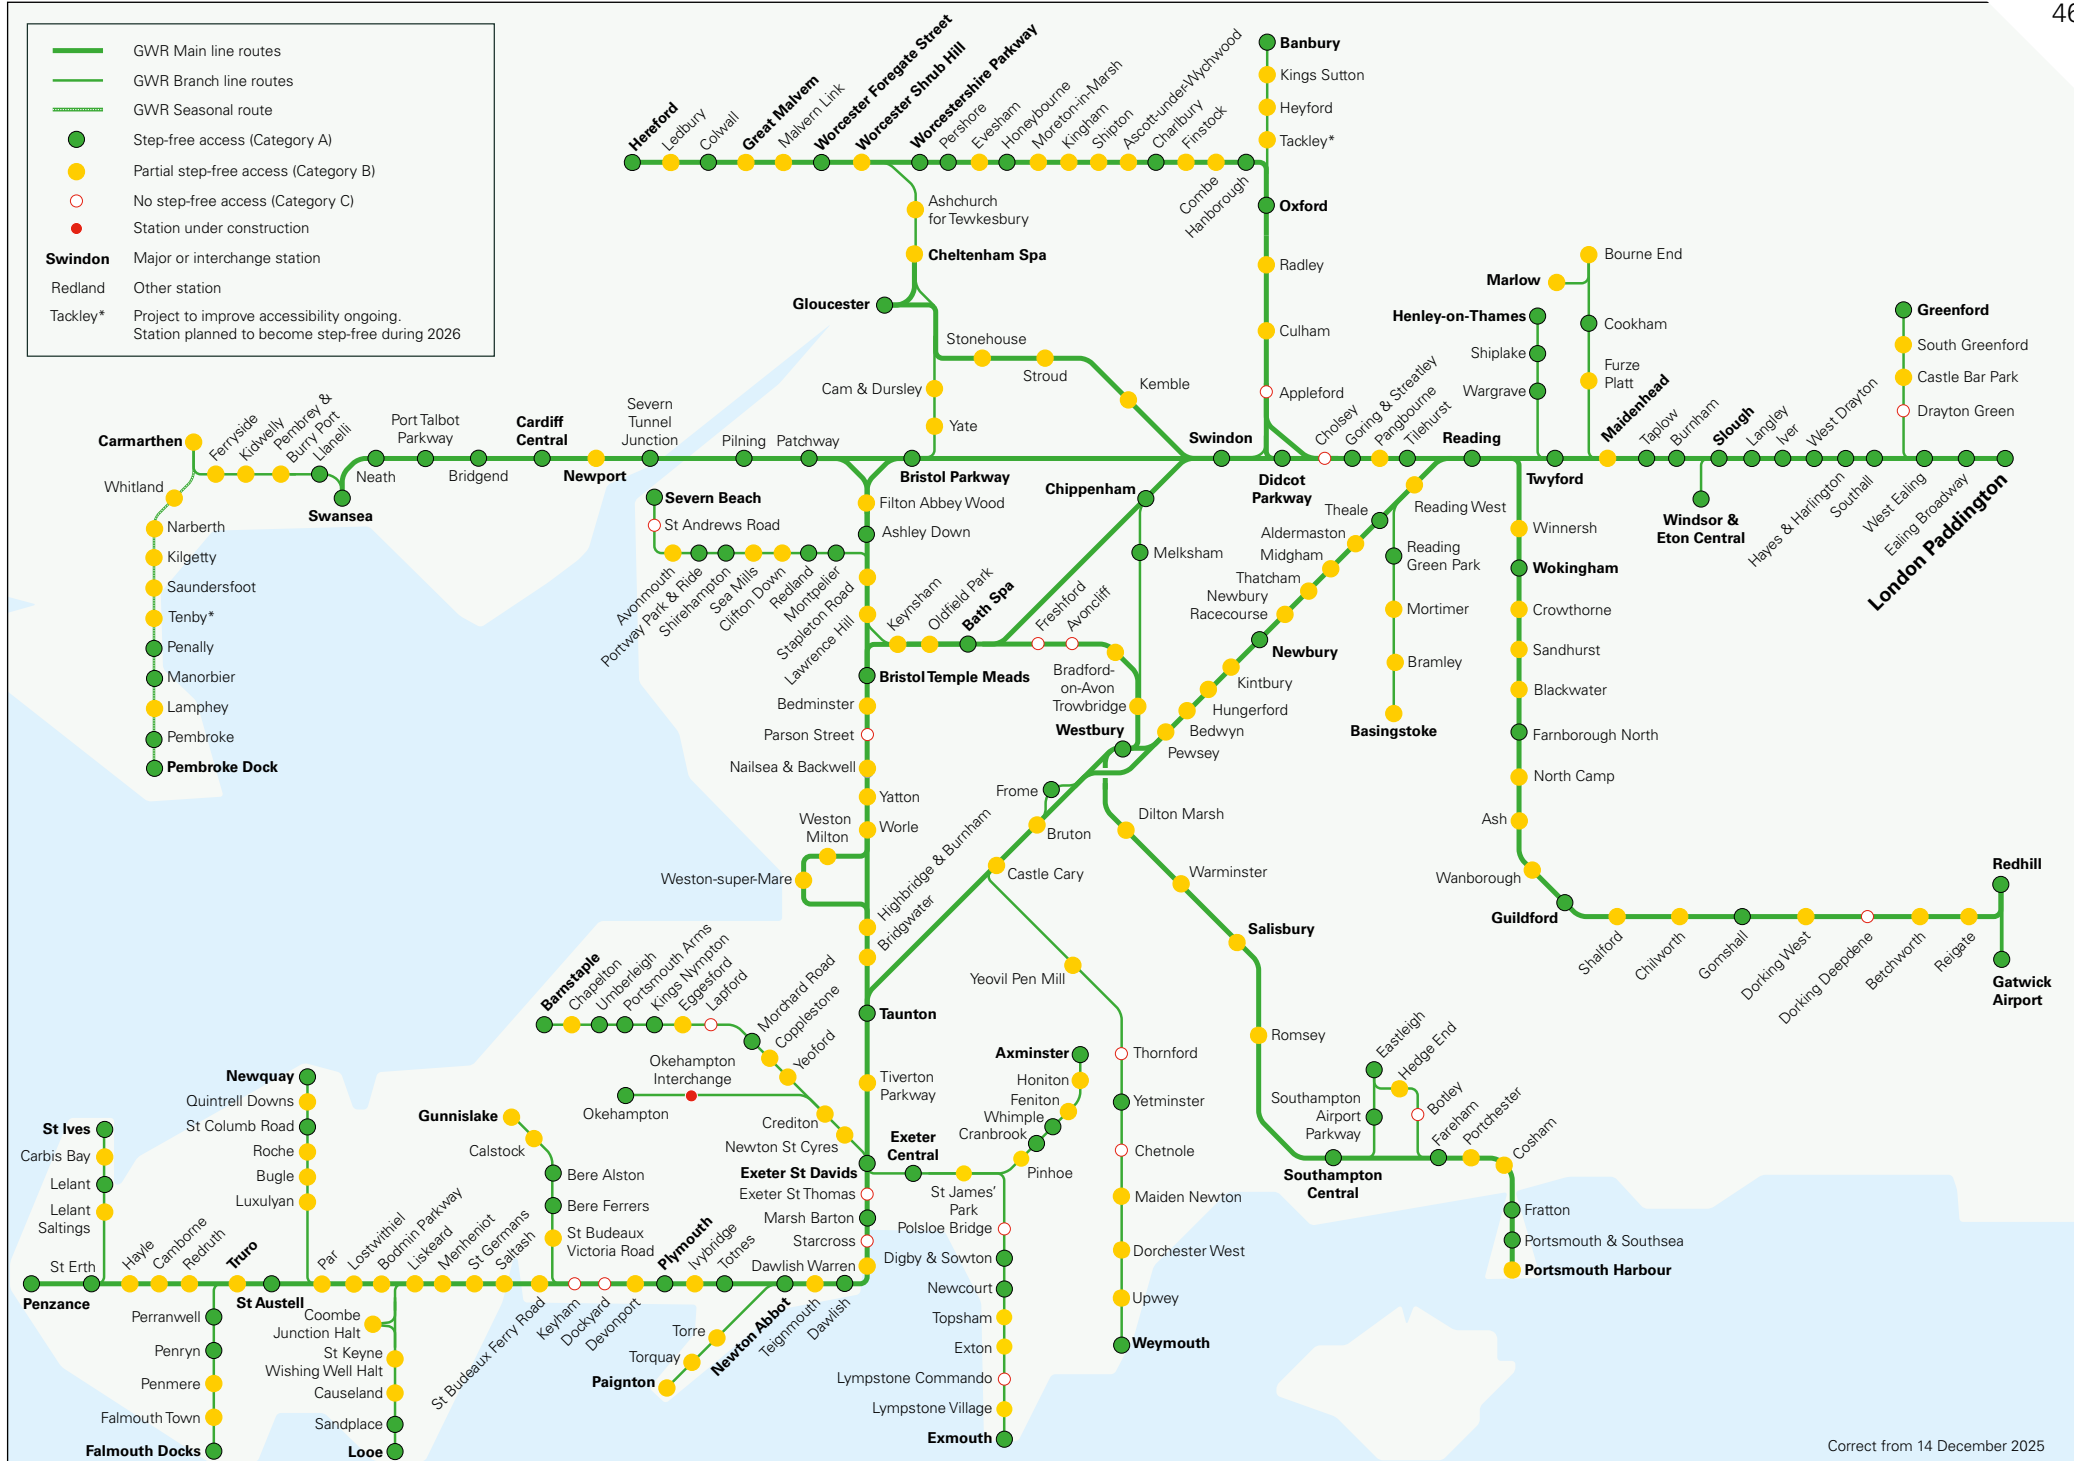 46
GWR Main line routes
GWR Branch line routes
GWR Seasonal route
Step-free access (Category A)
Partial step-free access (Category B)
No step-free access (Category C)
Station under construction
Swindon Major or interchange station
Redland Other station
Tackley* Project to improve accessibility ongoing.
Station planned to become step-free during 2026
Hereford
Ledbury
Colwall
Great Malvern
Malvern Link
Worcester Foregate Street
Worcester Shrub Hill
Worcestershire Parkway
Pershore
Evesham
Honeybourne
Moreton-in-Marsh
Kingham
Shipton
Ascott-under-Wychwood
Charlbury
Finstock
Combe
Hanborough
Banbury
Kings Sutton
Heyford
Tackley*
Oxford
Radley
Culham
Appleford
Ashchurch
for Tewkesbury
Cheltenham Spa
Gloucester
Stonehouse
Stroud
Kemble
Cam & Dursley
Yate
Marlow
Bourne End
Cookham
Furze
Platt
Henley-on-Thames
Shiplake
Wargrave
Greenford
South Greenford
Castle Bar Park
Drayton Green
Carmarthen
Ferryside
Kidwelly
Pembrey &
Burry Port
Llanelli
Swansea
Neath
Port Talbot
Parkway
Bridgend
Cardiff
Central
Newport
Severn
Tunnel
Junction
Pilning
Patchway
Bristol Parkway
Swindon
Didcot
Parkway
Cholsey
Goring & Streatley
Pangbourne
Tilehurst
Reading
Twyford
Maidenhead
Taplow
Burnham
Slough
Langley
Iver
West Drayton
Hayes & Harlington
Southall
West Ealing
Ealing Broadway
London Paddington
Windsor &
Eton Central
Whitland
Narberth
Kilgetty
Saundersfoot
Tenby*
Penally
Manorbier
Lamphey
Pembroke
Pembroke Dock
Severn Beach
St Andrews Road
Avonmouth
Portway Park & Ride
Shirehampton
Sea Mills
Clifton Down
Redland
Montpelier
Filton Abbey Wood
Ashley Down
Stapleton Road
Lawrence Hill
Keynsham
Oldfield Park
Bath Spa
Chippenham
Melksham
Freshford
Avoncliff
Bradford-
on-Avon
Trowbridge
Westbury
Bristol Temple Meads
Bedminster
Parson Street
Nailsea & Backwell
Yatton
Worle
Weston
Milton
Weston-super-Mare
Highbridge & Burnham
Bridgwater
Taunton
Tiverton
Parkway
Reading West
Theale
Aldermaston
Midgham
Thatcham
Newbury
Racecourse
Newbury
Kintbury
Hungerford
Bedwyn
Pewsey
Reading
Green Park
Mortimer
Bramley
Basingstoke
Winnersh
Wokingham
Crowthorne
Sandhurst
Blackwater
Farnborough North
North Camp
Ash
Wanborough
Guildford
Shalford
Chilworth
Gomshall
Dorking West
Dorking Deepdene
Betchworth
Reigate
Redhill
Gatwick
Airport
Frome
Bruton
Castle Cary
Yeovil Pen Mill
Thornford
Yetminster
Chetnole
Maiden Newton
Dorchester West
Upwey
Weymouth
Dilton Marsh
Warminster
Salisbury
Romsey
Southampton
Central
Southampton
Airport
Parkway
Eastleigh
Hedge End
Botley
Fareham
Portchester
Cosham
Fratton
Portsmouth & Southsea
Portsmouth Harbour
Barnstaple
Chapelton
Umberleigh
Portsmouth Arms
Kings Nympton
Eggesford
Lapford
Morchard Road
Copplestone
Yeoford
Okehampton
Interchange
Okehampton
Crediton
Newton St Cyres
Exeter St Davids
Exeter
Central
St James'
Park
Axminster
Honiton
Feniton
Whimple
Cranbrook
Pinhoe
Polsloe Bridge
Digby & Sowton
Newcourt
Topsham
Exton
Lympstone Commando
Lympstone Village
Exmouth
Exeter St Thomas
Marsh Barton
Starcross
Dawlish Warren
Dawlish
Teignmouth
Newton Abbot
Torre
Torquay
Paignton
Totnes
Ivybridge
Plymouth
Devonport
Dockyard
Keyham
St Budeaux Ferry Road
Gunnislake
Calstock
Bere Alston
Bere Ferrers
St Budeaux
Victoria Road
Saltash
St Germans
Menheniot
Liskeard
Bodmin Parkway
Lostwithiel
Par
Coombe
Junction Halt
St Keyne
Wishing Well Halt
Causeland
Sandplace
Looe
Newquay
Quintrell Downs
St Columb Road
Roche
Bugle
Luxulyan
St Austell
Truro
Perranwell
Penryn
Penmere
Falmouth Town
Falmouth Docks
Redruth
Camborne
Hayle
St Erth
Penzance
St Ives
Carbis Bay
Lelant
Lelant
Saltings
Correct from 14 December 2025